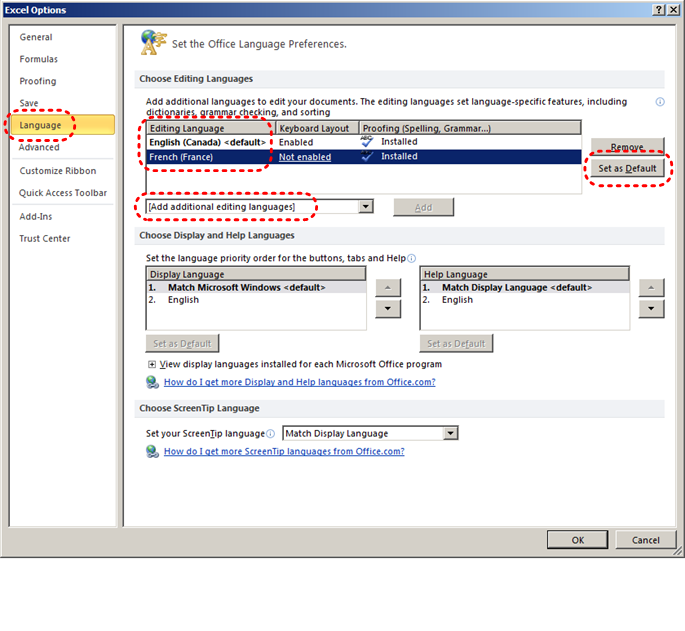 Excel Options
General
Formulas
Proofing
Save
Language
Advanced
Customize Ribbon
Quick Access Toolbar
Add-Ins
Trust Center
Set the Office Language Preferences.
Choose Editing Languages
Add additional languages to edit your documents. The editing languages set language-specific features, including
dictionaries, grammar checking, and sorting
Editing Language Keyboard Layout Proofing (Spelling, Grammar...)
English (Canada) <default> Enabled ABC Installed
French (France) Not enabled ABC Installed
Remove
Set as Default
[Add additional editing languages] Add
Choose Display and Help Languages
Set the language priority order for the buttons, tabs and Help
Display Language Help Language
1. Match Microsoft Windows <default> 1. Match Display Language <default>
2. English 2. English
Set as Default Set as Default
View display languages installed for each Microsoft Office program
How do I get more Display and Help languages from Office.com?
Choose ScreenTip Language
Set your ScreenTip language Match Display Language
How do I get more ScreenTip languages from Office.com?
OK Cancel